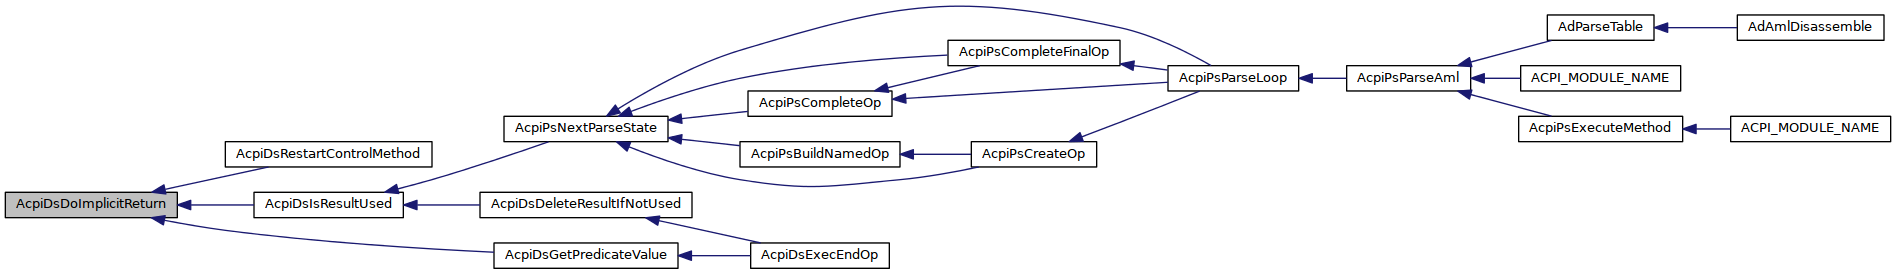 AcpiDsDoImplicitReturn
AcpiDsRestartControlMethod
AcpiDsIsResultUsed
AcpiPsNextParseState
AcpiPsCompleteOp
AcpiPsCompleteFinalOp
AcpiPsParseLoop
AcpiPsParseAml
AdParseTable
AdAmlDisassemble
ACPI_MODULE_NAME
AcpiPsExecuteMethod
ACPI_MODULE_NAME
AcpiPsBuildNamedOp
AcpiPsCreateOp
AcpiDsDeleteResultIfNotUsed
AcpiDsExecEndOp
AcpiDsGetPredicateValue